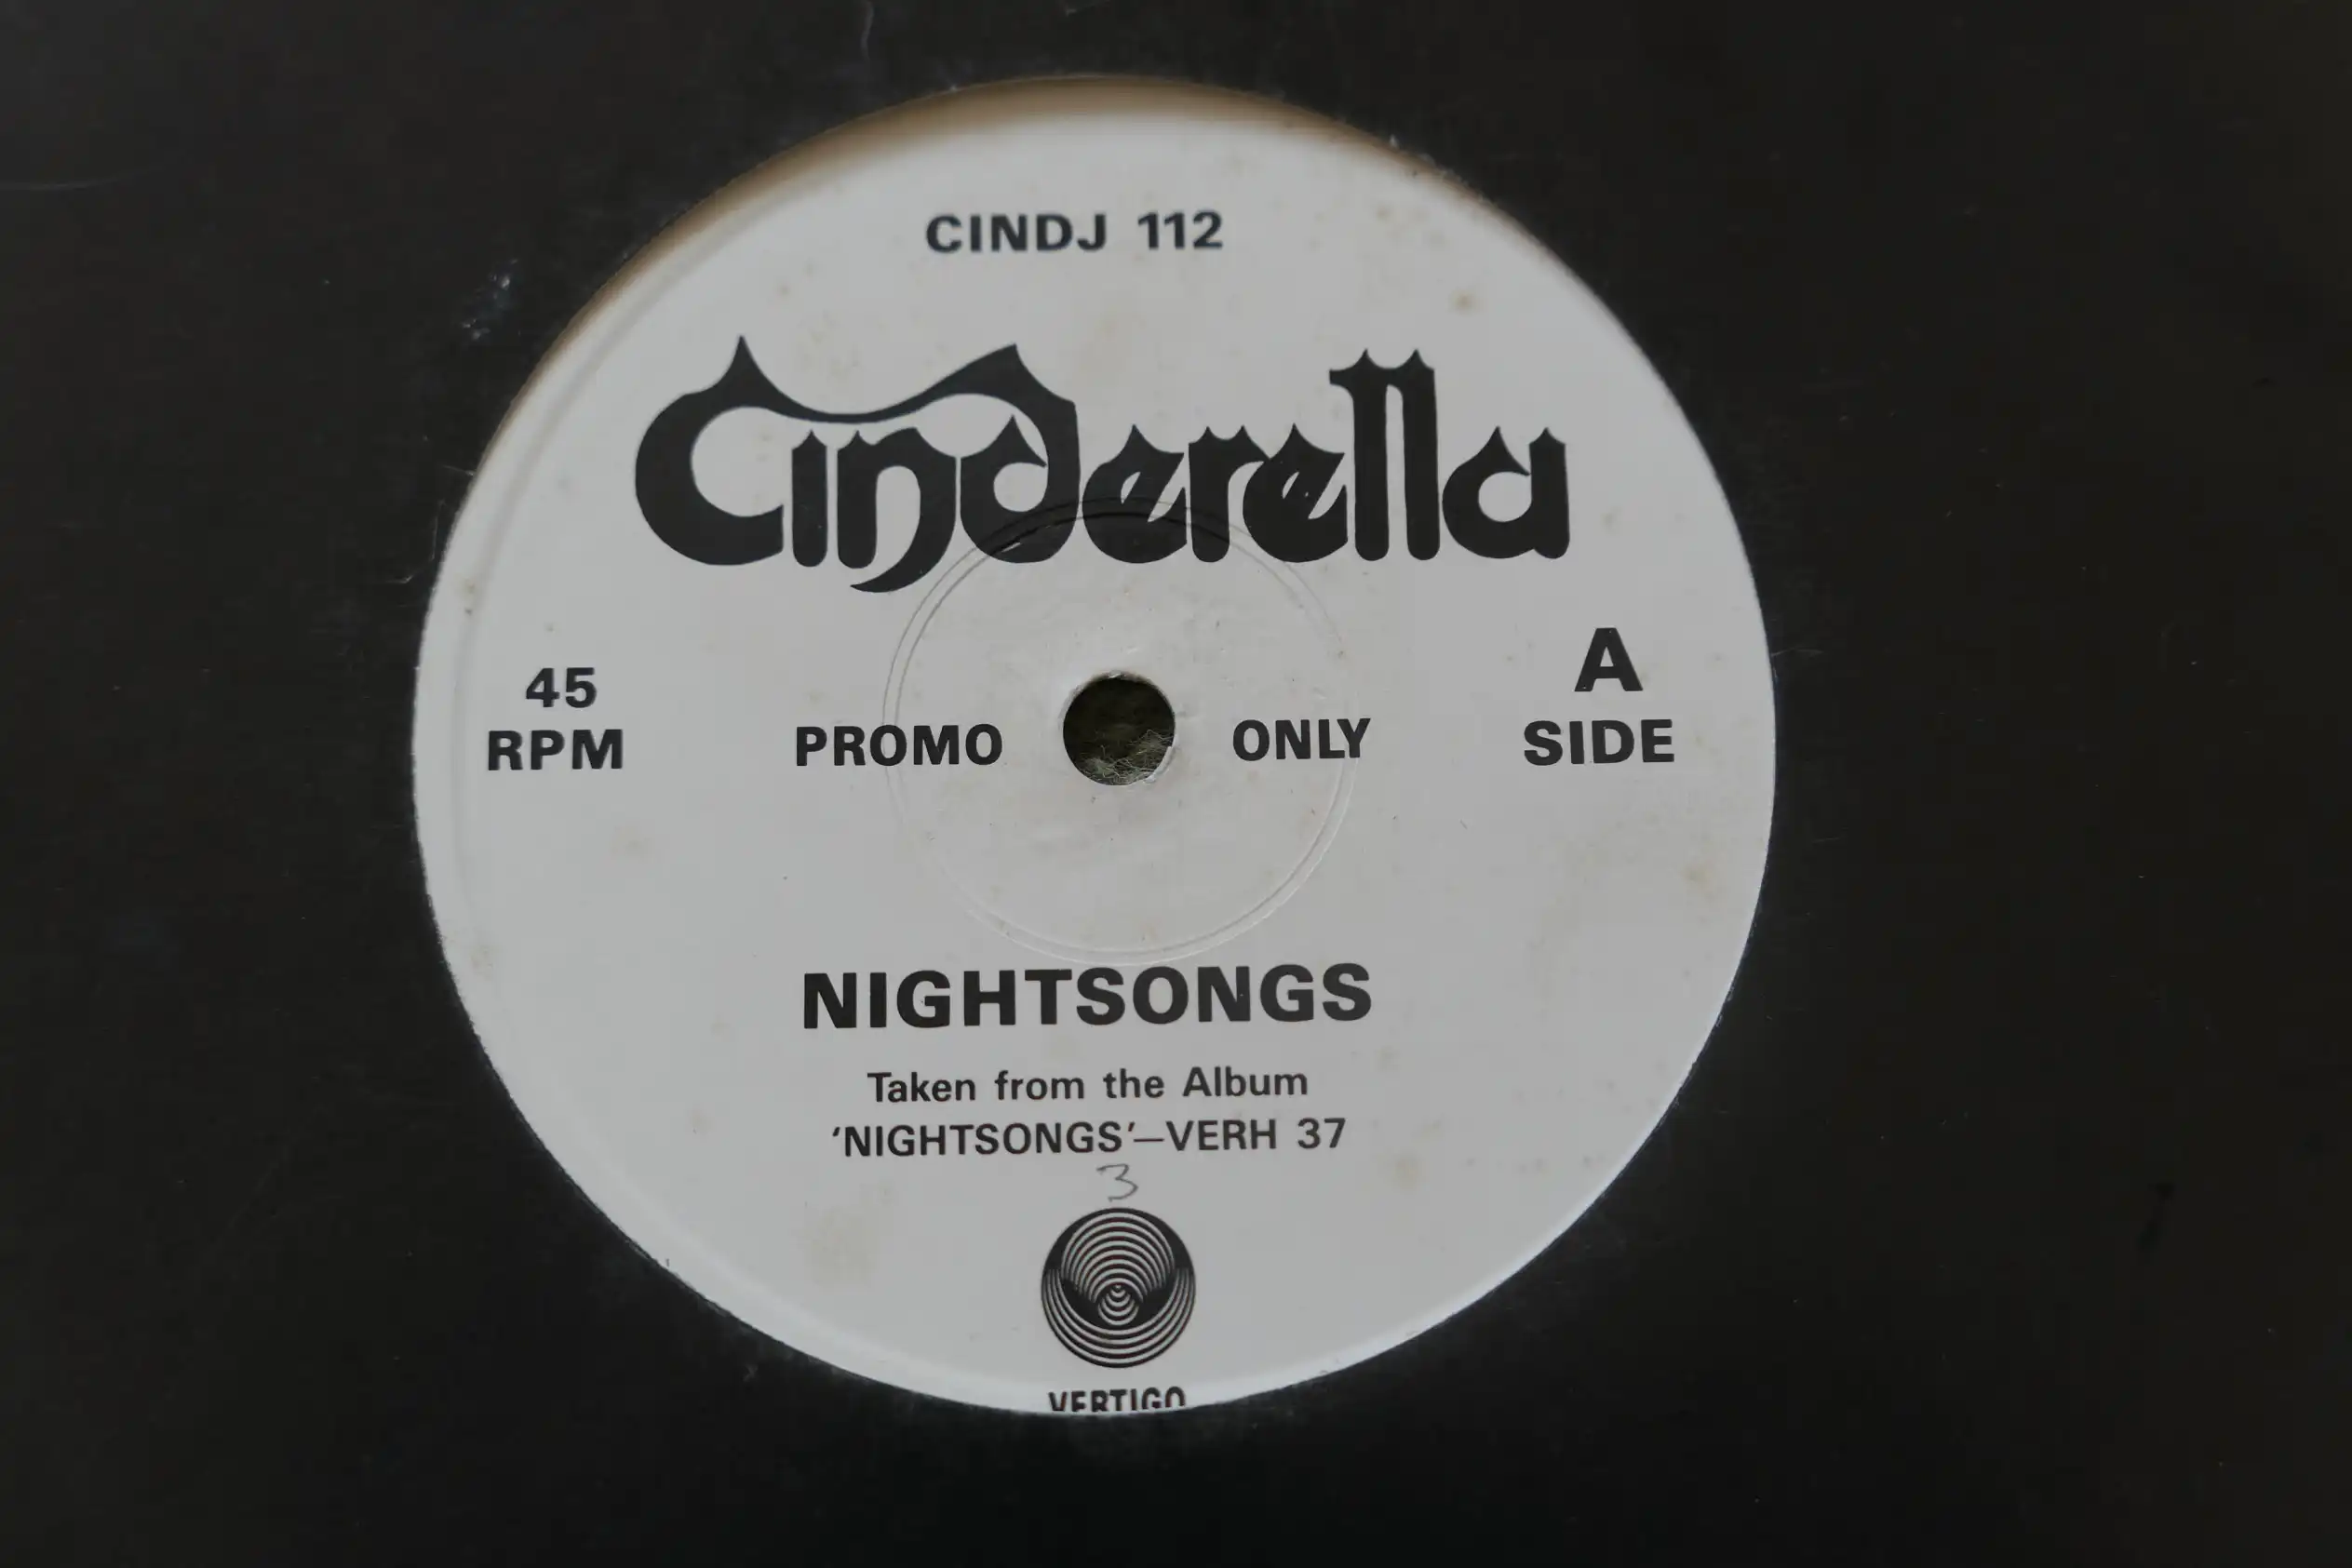 CINDJ 112
Cinderella
45
RPM
PROMO ONLY
A
SIDE
NIGHTSONGS
Taken from the Album
‘NIGHTSONGS’—VERH 37
3
VERTIGO